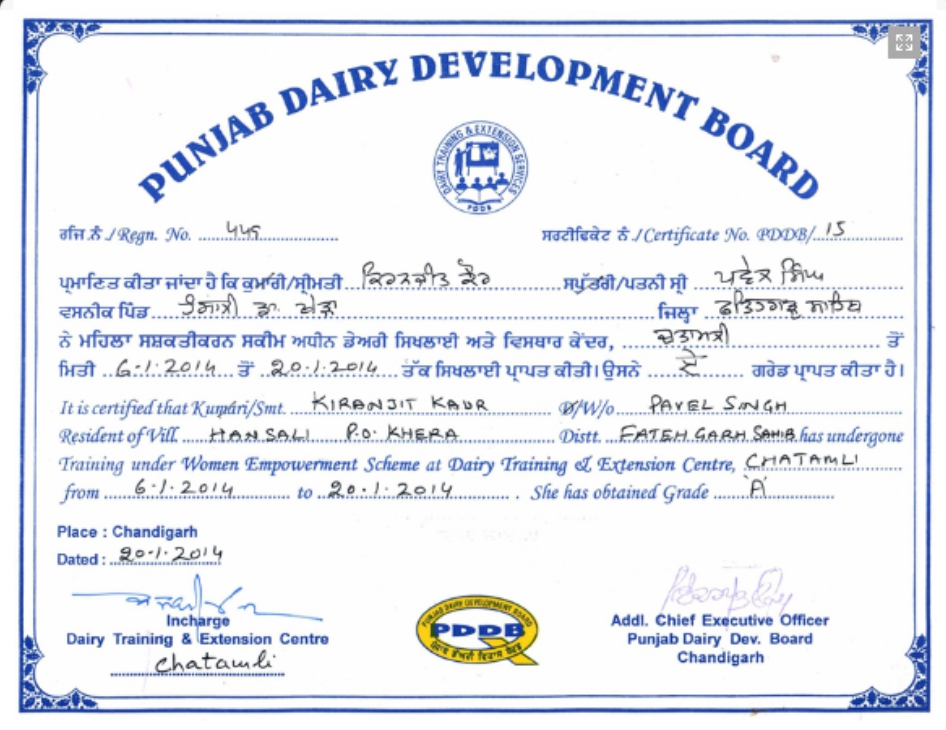 PUNJAB DAIRY DEVELOPMENT BOARD
DAIRY TRAINING & EXTENSION SERVICES
PDDB
ਰਜਿ.ਨੰ./Regn. No. ਸਰਟੀਫਿਕੇਟ ਨੰ./Certificate No. PDDB/ 15
ਪ੍ਰਮਾਣਿਤ ਕੀਤਾ ਜਾਂਦਾ ਹੈ ਕਿ ਕੁਮਾਰੀ/ਸ਼੍ਰੀਮਤੀ ਕਿਰਨਜੀਤ ਕੌਰ ਸਪੁੱਤਰੀ/ਪਤਨੀ ਸ੍ਰੀ ਪਵੇਲ ਸਿੰਘ
ਵਸਨੀਕ ਪਿੰਡ ਹੰਸਾਲੀ ਡਾ. ਖੇੜਾ ਜਿਲ੍ਹਾ ਫਤਿਹਗੜ੍ਹ ਸਾਹਿਬ
ਨੇ ਮਹਿਲਾ ਸਸ਼ਕਤੀਕਰਨ ਸਕੀਮ ਅਧੀਨ ਡੇਅਰੀ ਸਿਖਲਾਈ ਅਤੇ ਵਿਸਥਾਰ ਕੇਂਦਰ, ਚਤਾਮਲੀ ਤੋਂ
ਮਿਤੀ 6.1.2014 ਤੋਂ 20.1.2014 ਤੱਕ ਸਿਖਲਾਈ ਪ੍ਰਾਪਤ ਕੀਤੀ। ਉਸਨੇ ਗਰੇਡ ਪ੍ਰਾਪਤ ਕੀਤਾ ਹੈ।
It is certified that Kumari/Smt. KIRANJIT KAUR D/W/o PAVEL SINGH
Resident of Vill. HANSALI P.O. KHERA Distt. FATEH GARH SAHIB has undergone
Training under Women Empowerment Scheme at Dairy Training & Extension Centre, CHATAMLI
from 6.1.2014 to 20.1.2014. She has obtained Grade 'A'
Place : Chandigarh
Dated : 20.1.2014
Incharge
Dairy Training & Extension Centre
Chatamli
PUNJAB DAIRY DEVELOPMENT BOARD
PDDB
ਪੰਜਾਬ ਡੇਅਰੀ ਵਿਕਾਸ ਬੋਰਡ
Addl. Chief Executive Officer
Punjab Dairy Dev. Board
Chandigarh